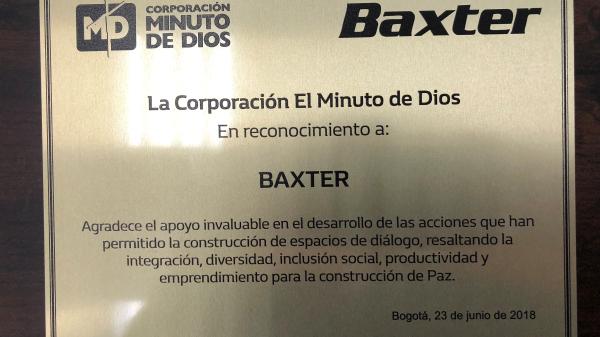 MD CORPORACIÓN
MINUTO
DE DIOS
Baxter
La Corporación El Minuto de Dios
En reconocimiento a:
BAXTER
Agradece el apoyo invaluable en el desarrollo de las acciones que han
permitido la construcción de espacios de diálogo, resaltando la
integración, diversidad, inclusión social, productividad y
emprendimiento para la construcción de Paz.
Bogotá, 23 de junio de 2018